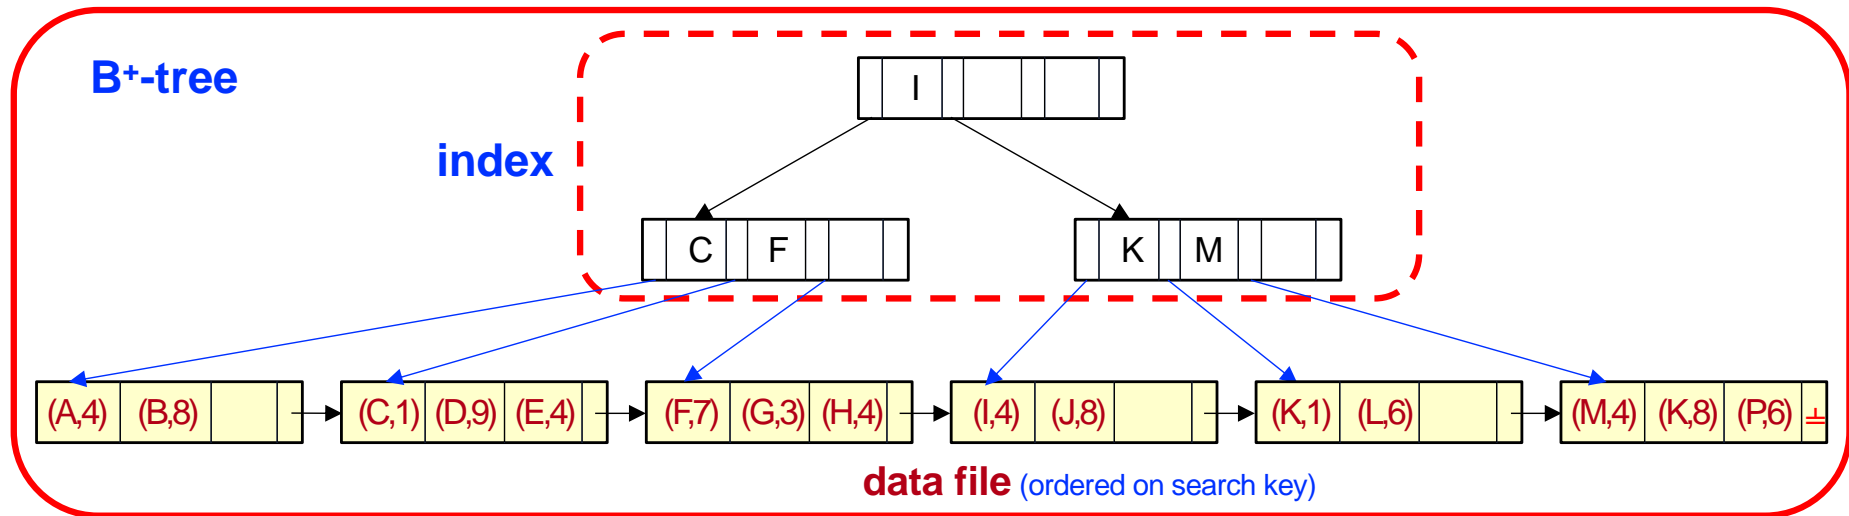 B+-tree
I
index
C F
K M
(A,4) (B,8)
(C,1) (D,9) (E,4)
(F,7) (G,3) (H,4)
(I,4) (J,8)
(K,1) (L,6)
(M,4) (K,8) (P,6)
data file (ordered on search key)